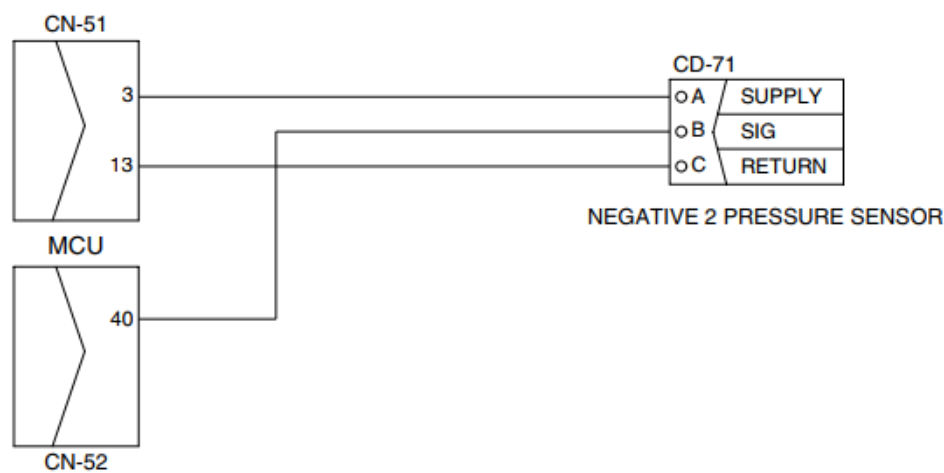 CN-51
CD-71
3
A SUPPLY
B SIG
13
C RETURN
NEGATIVE 2 PRESSURE SENSOR
MCU
40
CN-52